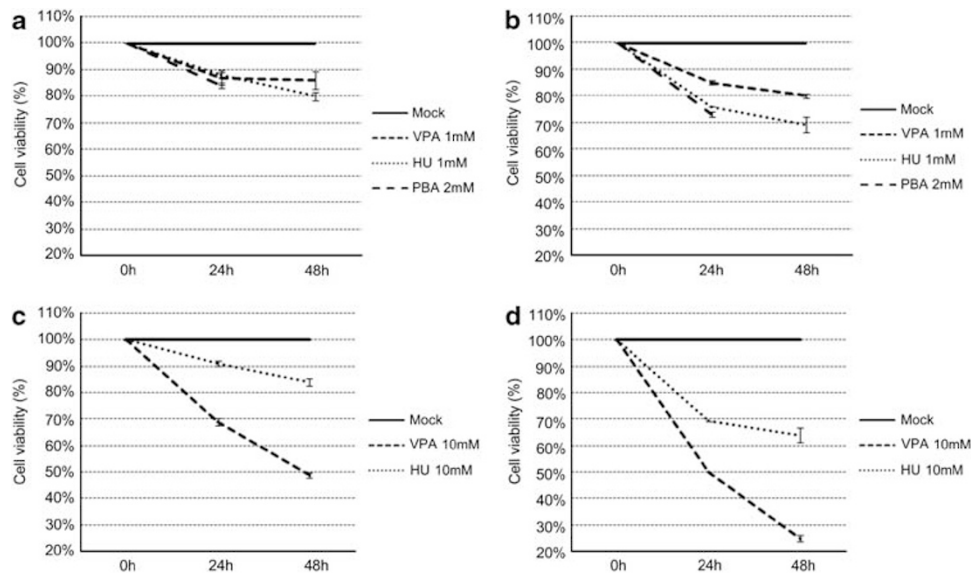 a
110%
100%
90%
80%
70%
60%
50%
40%
30%
20%
Cell viability (%)
0h 24h 48h
Mock
VPA 1mM
HU 1mM
PBA 2mM
b
110%
100%
90%
80%
70%
60%
50%
40%
30%
20%
Cell viability (%)
0h 24h 48h
Mock
VPA 1mM
HU 1mM
PBA 2mM
c
110%
100%
90%
80%
70%
60%
50%
40%
30%
20%
Cell viability (%)
0h 24h 48h
Mock
VPA 10mM
HU 10mM
d
110%
100%
90%
80%
70%
60%
50%
40%
30%
20%
Cell viability (%)
0h 24h 48h
Mock
VPA 10mM
HU 10mM